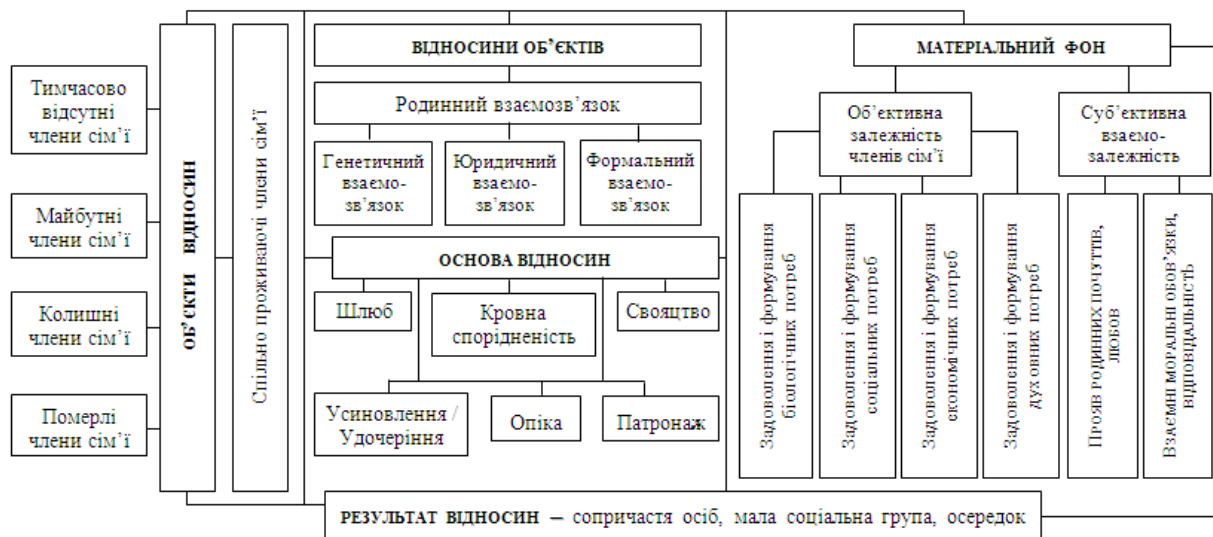 Тимчасово
відсутні
члени сім’ї
Майбутні
члени сім’ї
Колишні
члени сім’ї
Померлі
члени сім’ї
ОБ’ЄКТИ ВІДНОСИН
Спільно проживаючі члени сім’ї
ВІДНОСИНИ ОБ’ЄКТІВ
Родинний взаємозв’язок
Генетичний
взаємо-
зв’язок
Юридичний
взаємо-
зв’язок
Формальний
взаємо-
зв’язок
ОСНОВА ВІДНОСИН
Шлюб
Кровна
спорідненість
Свояцтво
Усиновлення /
Удочеріння
Опіка
Патронаж
МАТЕРІАЛЬНИЙ ФОН
Об’єктивна
залежність
членів сім’ї
Суб’єктивна
взаємо-
залежність
Задоволення і формування
біологічних потреб
Задоволення і формування
соціальних потреб
Задоволення і формування
економічних потреб
Задоволення і формування
духовних потреб
Прояв родинних почуттів,
любов
Взаємні моральні обов’язки,
відповідальність
РЕЗУЛЬТАТ ВІДНОСИН – сопричастя осіб, мала соціальна група, осередок